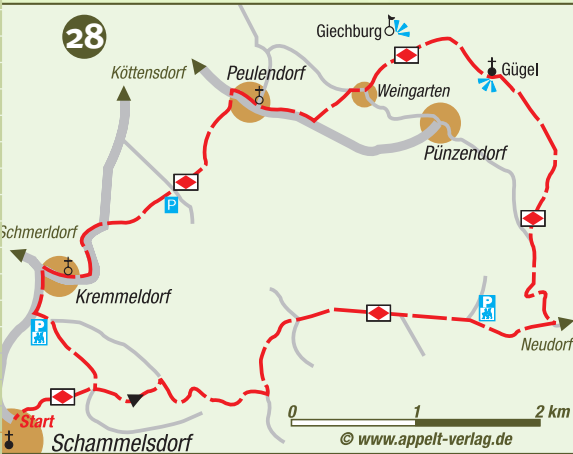 28
Giechburg
Köttensdorf
Peulendorf
Gügel
Weingarten
Pünzendorf
P
Schmerldorf
Kremmeldorf
P
P
Neudorf
Start
Schammelsdorf
0 1 2 km
© www.appelt-verlag.de